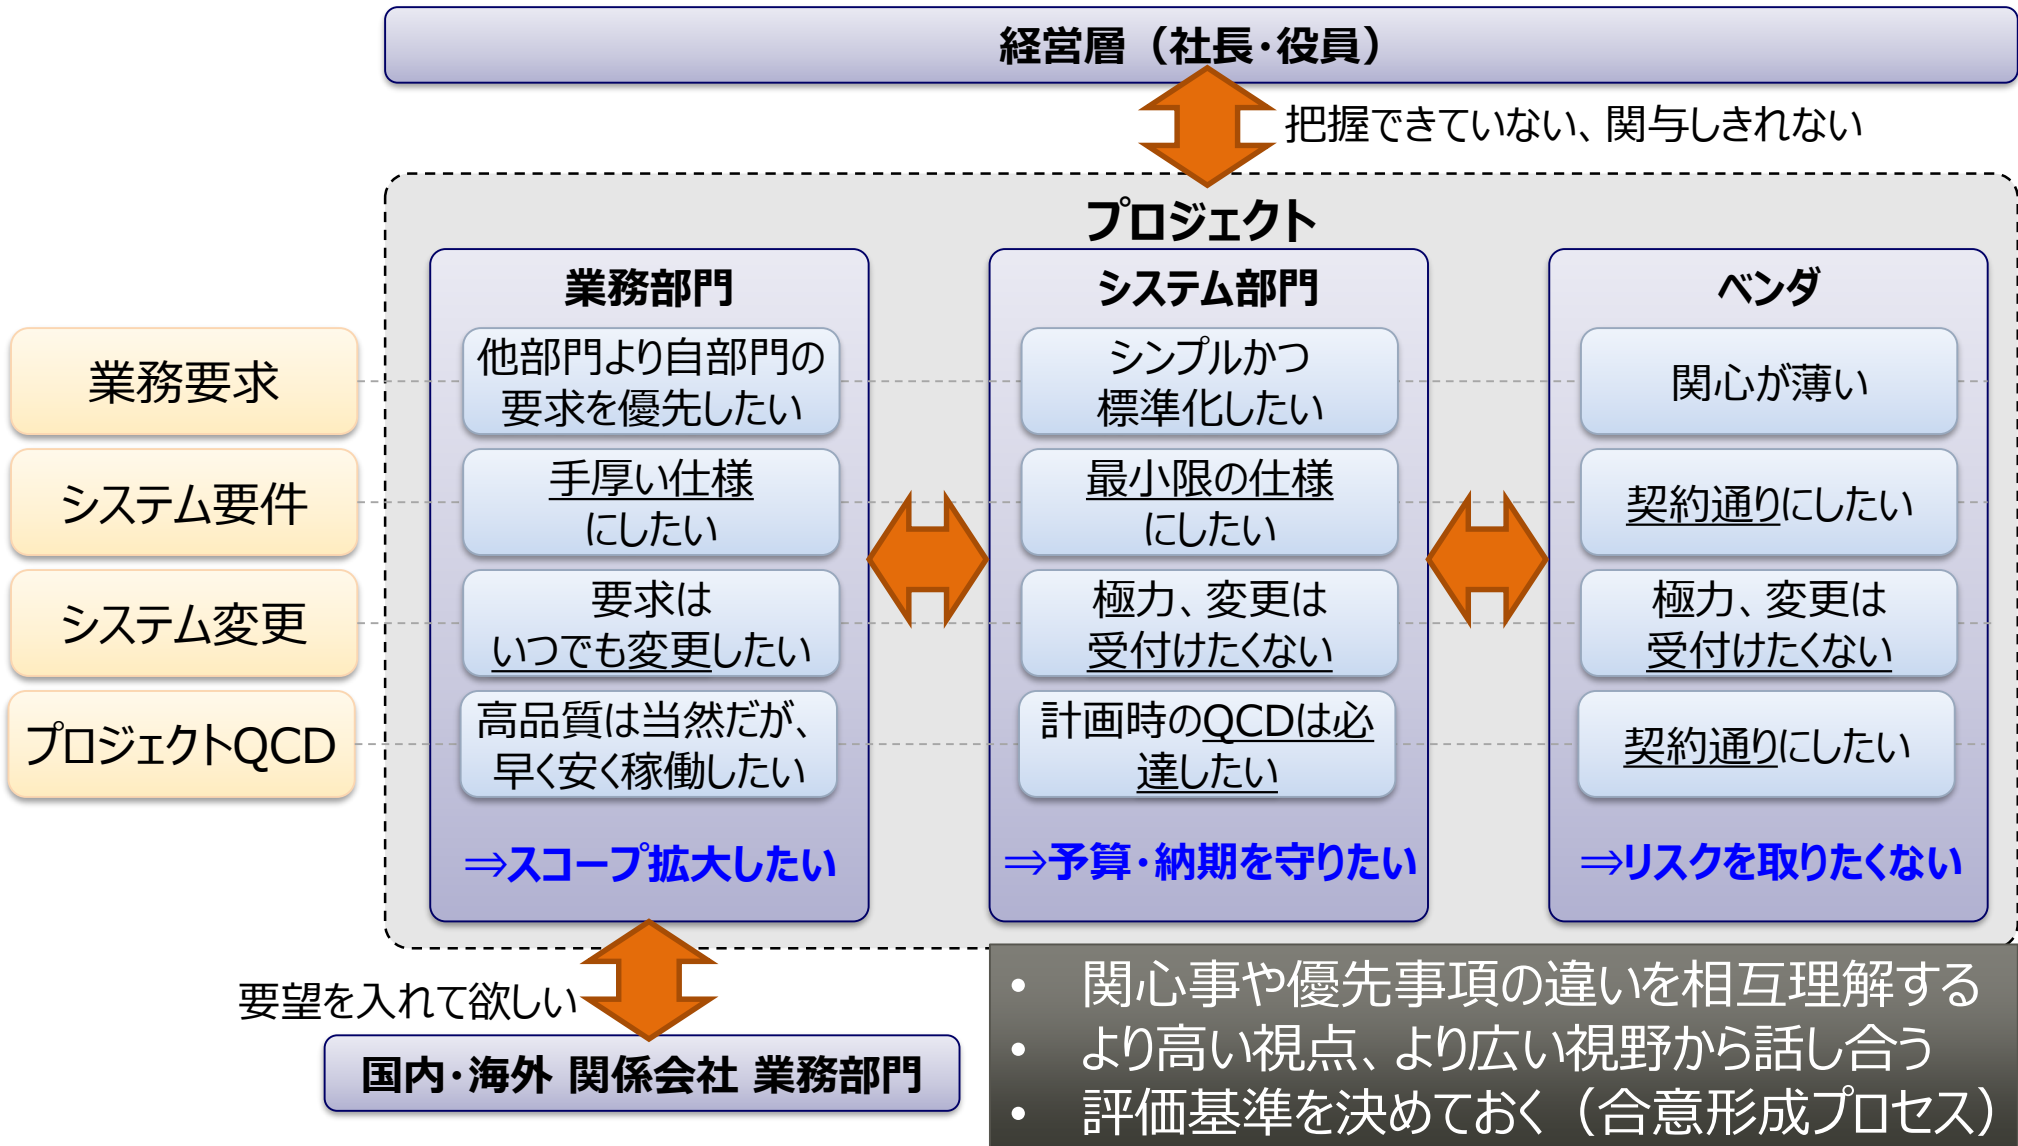 経営層（社長・役員）
把握できていない、関与しきれない
プロジェクト
業務部門
システム部門
ベンダ
業務要求
他部門より自部門の
要求を優先したい
シンプルかつ
標準化したい
関心が薄い
システム要件
手厚い仕様
にしたい
最小限の仕様
にしたい
契約通りにしたい
システム変更
要求は
いつでも変更したい
極力、変更は
受付けたくない
極力、変更は
受付けたくない
プロジェクトQCD
高品質は当然だが、
早く安く稼働したい
計画時のQCDは必
達したい
契約通りにしたい
⇒スコープ拡大したい
⇒予算・納期を守りたい
⇒リスクを取りたくない
要望を入れて欲しい
国内・海外 関係会社 業務部門
• 関心事や優先事項の違いを相互理解する
• より高い視点、より広い視野から話し合う
• 評価基準を決めておく（合意形成プロセス）